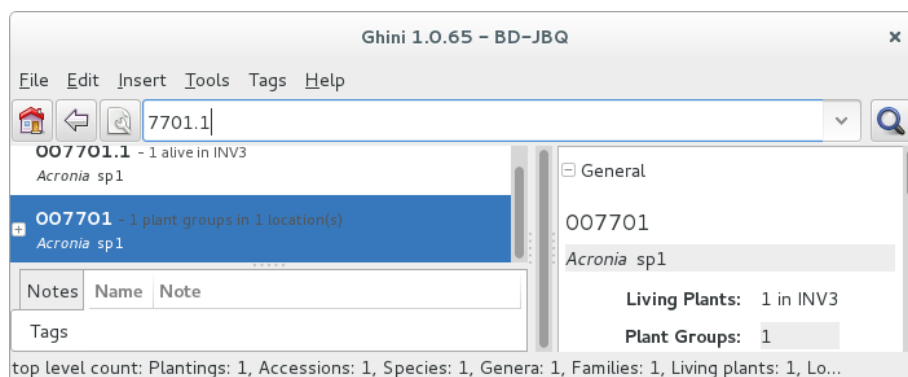 Ghini 1.0.65 – BD-JBQ ×
File Edit Insert Tools Tags Help
7701.1
007701.1 - 1 alive in INV3
Acronia sp1
007701 - 1 plant groups in 1 location(s)
Acronia sp1
Notes Name Note
Tags
General
007701
Acronia sp1
Living Plants: 1 in INV3
Plant Groups: 1
top level count: Plantings: 1, Accessions: 1, Species: 1, Genera: 1, Families: 1, Living plants: 1, Lo...